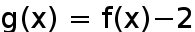 g(x) = f(x)−2